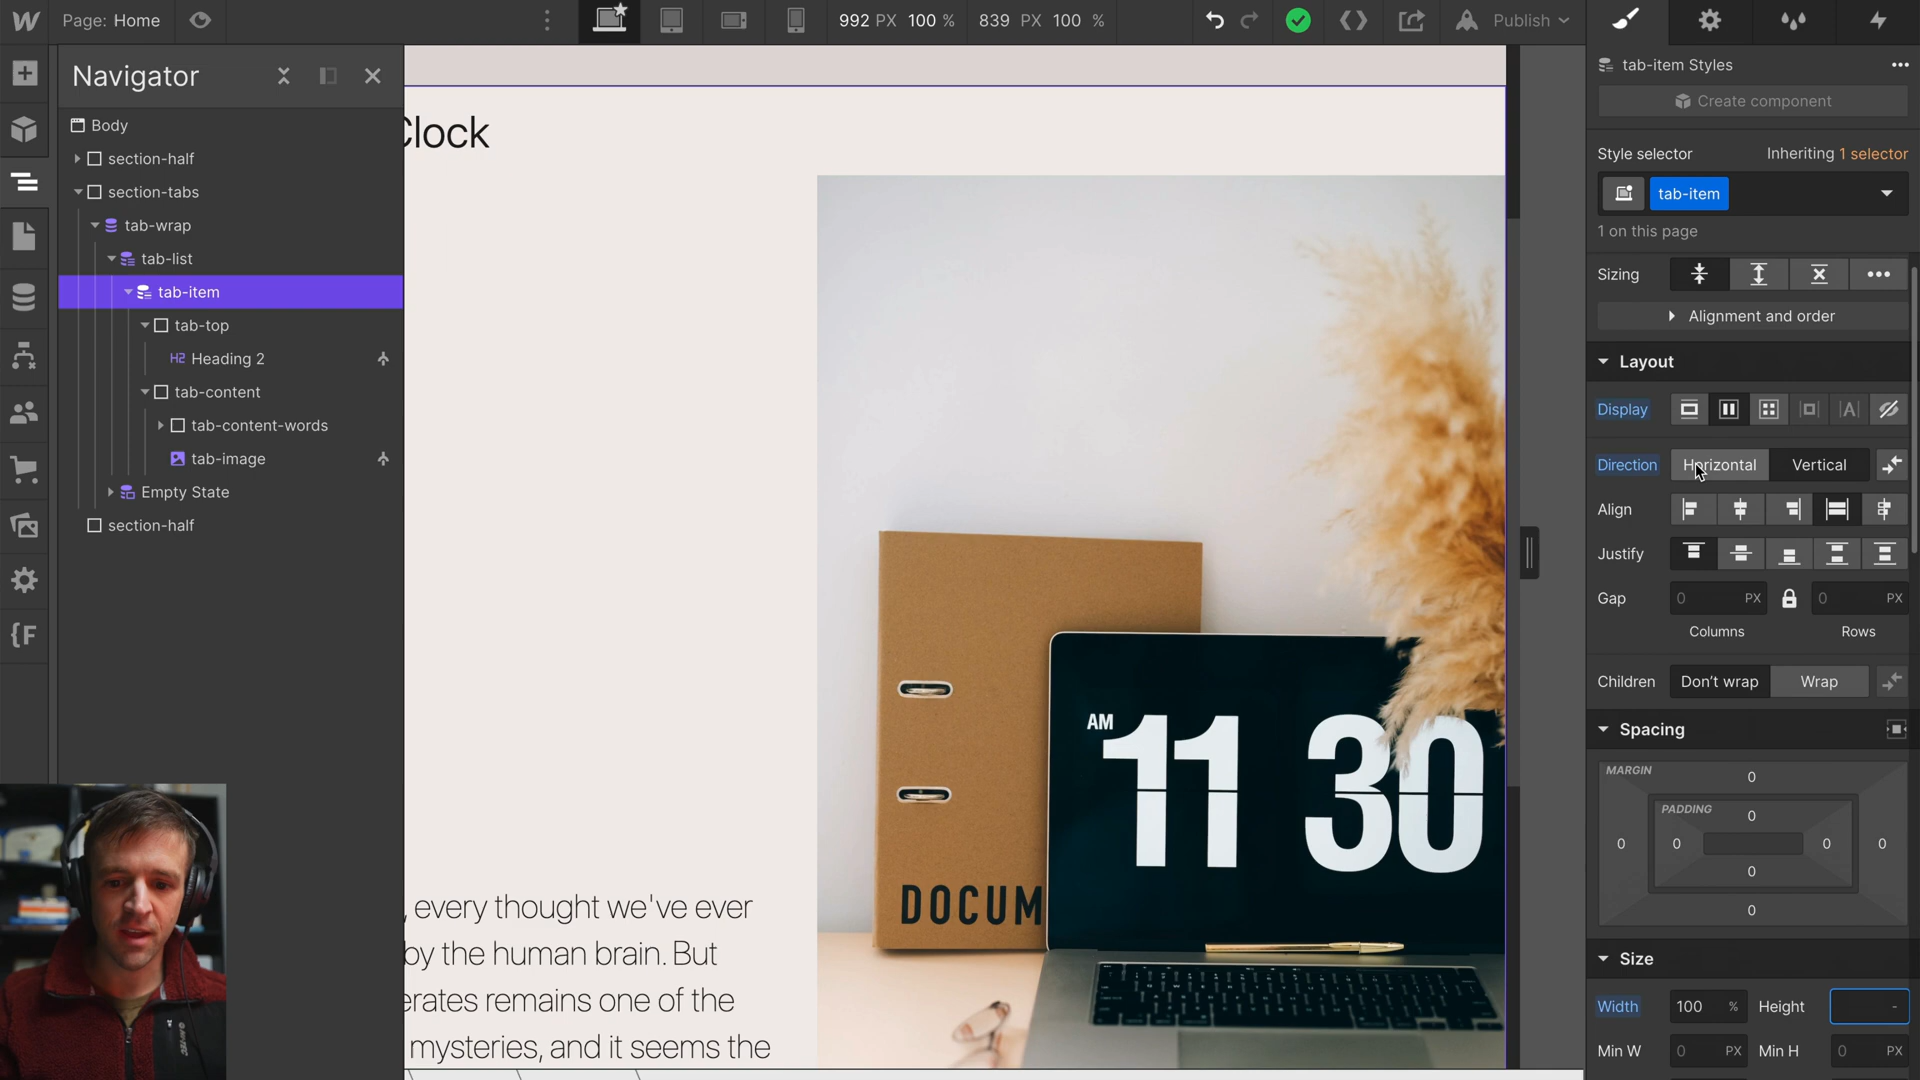 Page: Home
992 PX 100 % 839 PX 100 %
Publish
Navigator
Body
section-half
section-tabs
tab-wrap
tab-list
tab-item
tab-top
H2 Heading 2
tab-content
tab-content-words
tab-image
Empty State
section-half
Clock
AM
11 30
DOCUM
, every thought we've ever
by the human brain. But
erates remains one of the
mysteries, and it seems the
tab-item Styles
Create component
Style selector Inheriting 1 selector
tab-item
1 on this page
Sizing
Alignment and order
Layout
Display
Direction Horizontal Vertical
Align
Justify
Gap 0 PX 0 PX
Columns Rows
Children Don't wrap Wrap
Spacing
MARGIN
0
PADDING
0
0 0 0 0
0
0
Size
Width 100 % Height -
Min W 0 PX Min H 0 PX